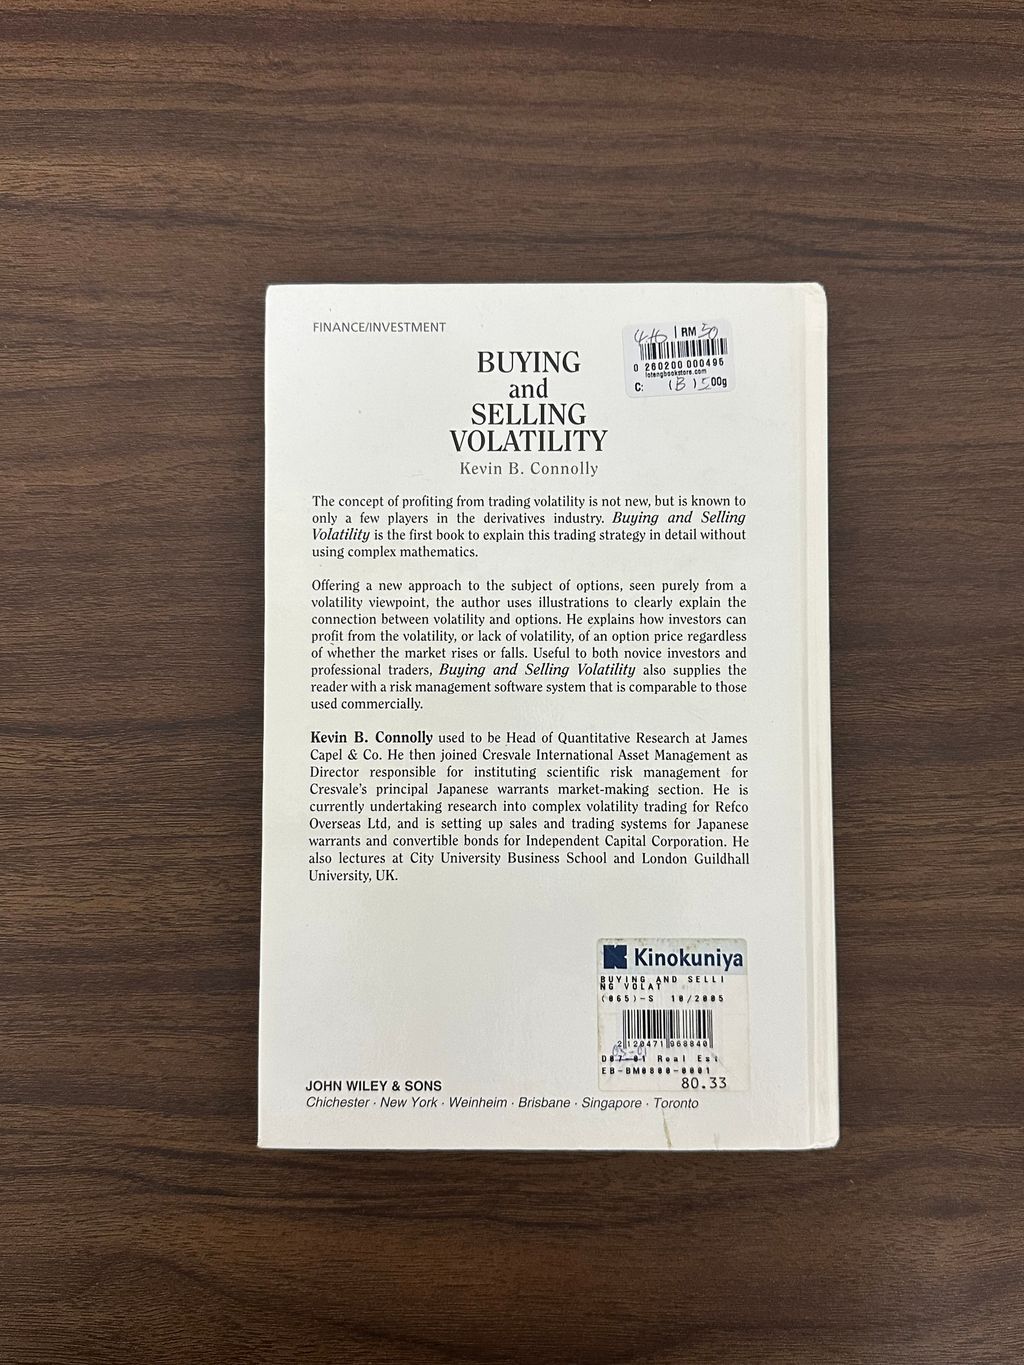 FINANCE/INVESTMENT
RM 50
0 260200 000495
lotengbookstore.com
C: (B) 500g
BUYING
and
SELLING
VOLATILITY
Kevin B. Connolly
The concept of profiting from trading volatility is not new, but is known to
only a few players in the derivatives industry. Buying and Selling
Volatility is the first book to explain this trading strategy in detail without
using complex mathematics.
Offering a new approach to the subject of options, seen purely from a
volatility viewpoint, the author uses illustrations to clearly explain the
connection between volatility and options. He explains how investors can
profit from the volatility, or lack of volatility, of an option price regardless
of whether the market rises or falls. Useful to both novice investors and
professional traders, Buying and Selling Volatility also supplies the
reader with a risk management software system that is comparable to those
used commercially.
Kevin B. Connolly used to be Head of Quantitative Research at James
Capel & Co. He then joined Cresvale International Asset Management as
Director responsible for instituting scientific risk management for
Cresvale's principal Japanese warrants market-making section. He is
currently undertaking research into complex volatility trading for Refco
Overseas Ltd, and is setting up sales and trading systems for Japanese
warrants and convertible bonds for Independent Capital Corporation. He
also lectures at City University Business School and London Guildhall
University, UK.
Kinokuniya
BUYING AND SELLI
NG VOLAT
(065)-S 10/2005
2120471968840
Real Est
EB-BM0800-0001
80.33
JOHN WILEY & SONS
Chichester · New York · Weinheim · Brisbane · Singapore · Toronto